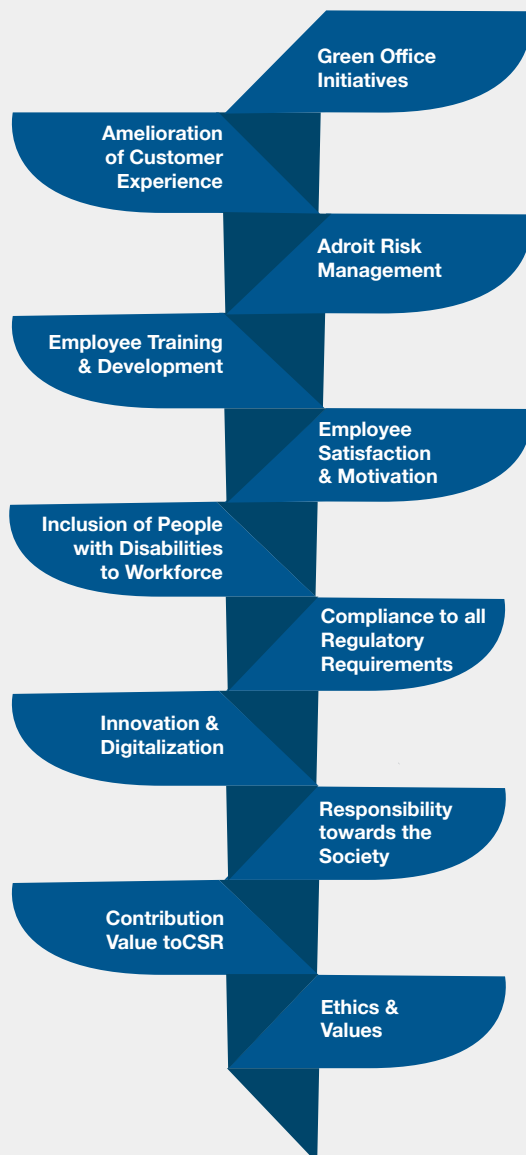 Green Office
Initiatives
Amelioration
of Customer
Experience
Adroit Risk
Management
Employee Training
& Development
Employee
Satisfaction
& Motivation
Inclusion of People
with Disabilities
to Workforce
Compliance to all
Regulatory
Requirements
Innovation &
Digitalization
Responsibility
towards the
Society
Contribution
Value toCSR
Ethics &
Values